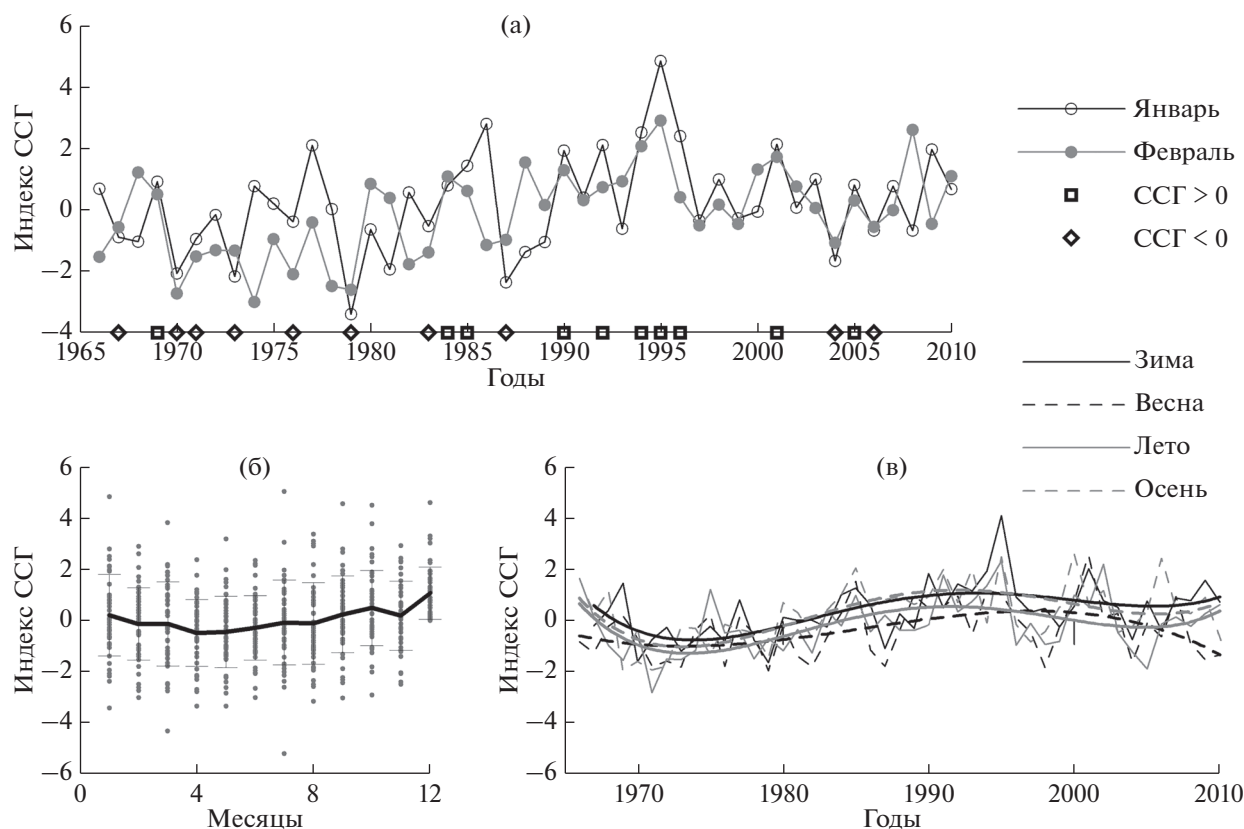 (а)
6
4
2
0
−2
−4
Индекс ССГ
1965 1970 1975 1980 1985 1990 1995 2000 2005 2010
Годы
Январь
Февраль
ССГ > 0
ССГ < 0
Зима
Весна
Лето
Осень
(б)
6
4
2
0
−2
−4
−6
Индекс ССГ
0 4 8 12
Месяцы
(в)
6
4
2
0
−2
−4
−6
Индекс ССГ
1970 1980 1990 2000 2010
Годы